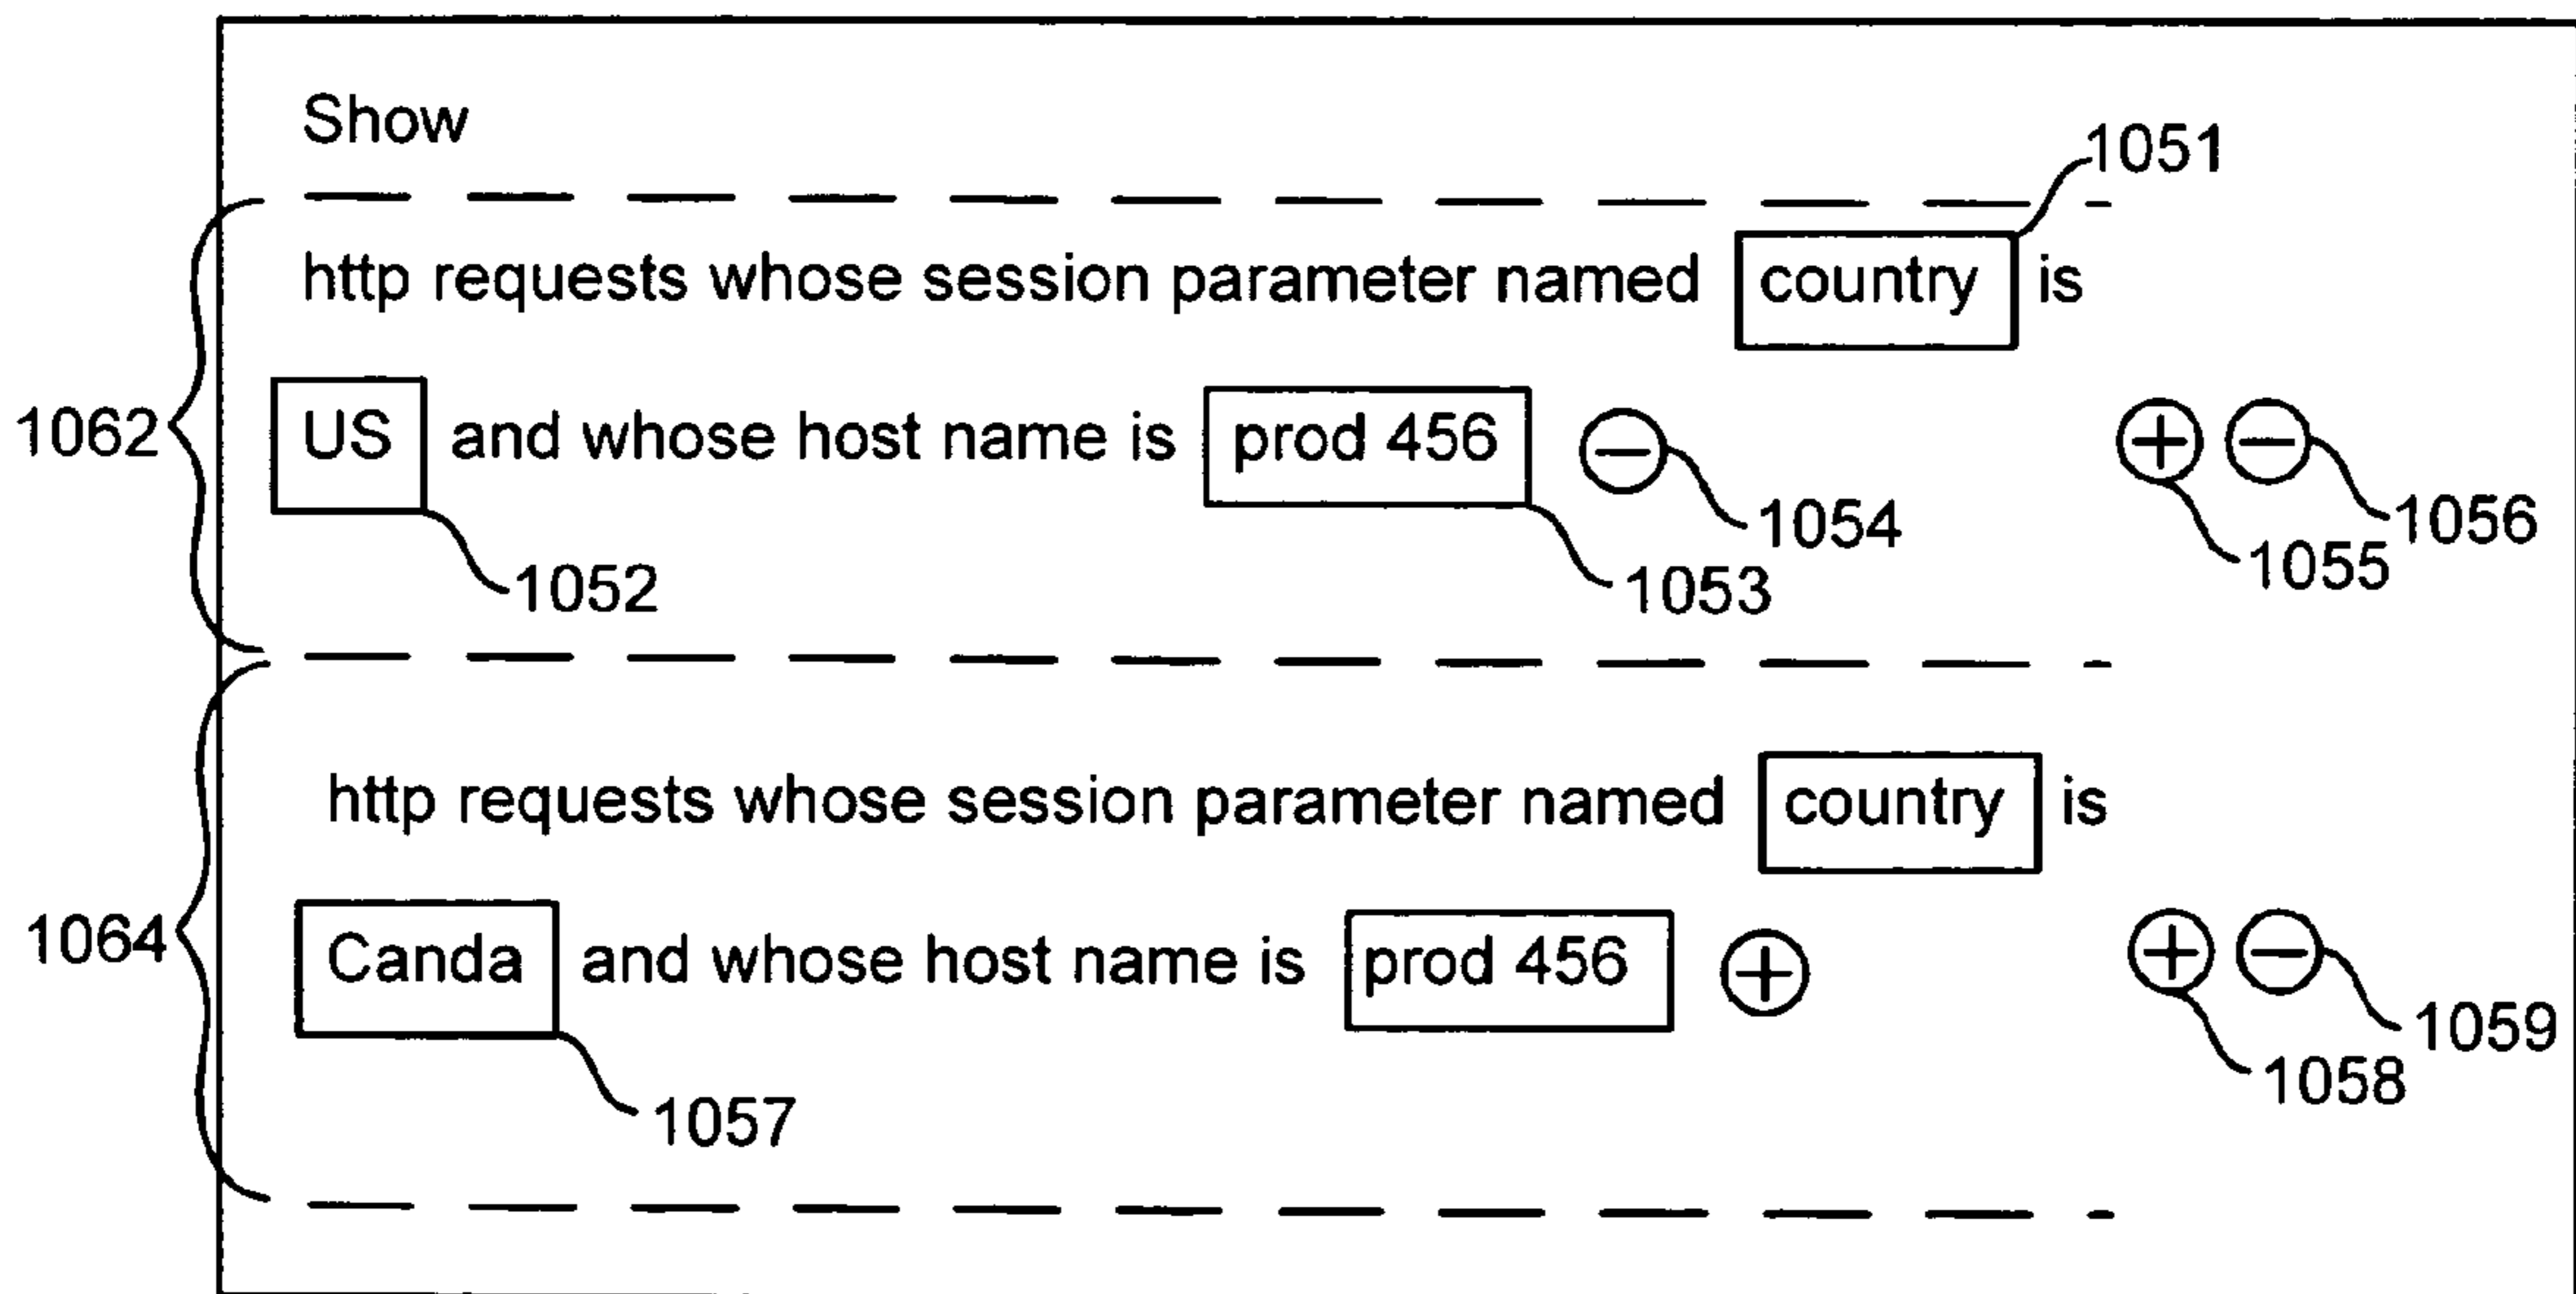 Show
1051
http requests whose session parameter named country is
1062 US and whose host name is prod 456 − + −
1054 1056
1052 1053 1055
http requests whose session parameter named country is
1064 Canda and whose host name is prod 456 + + −
1059
1058
1057